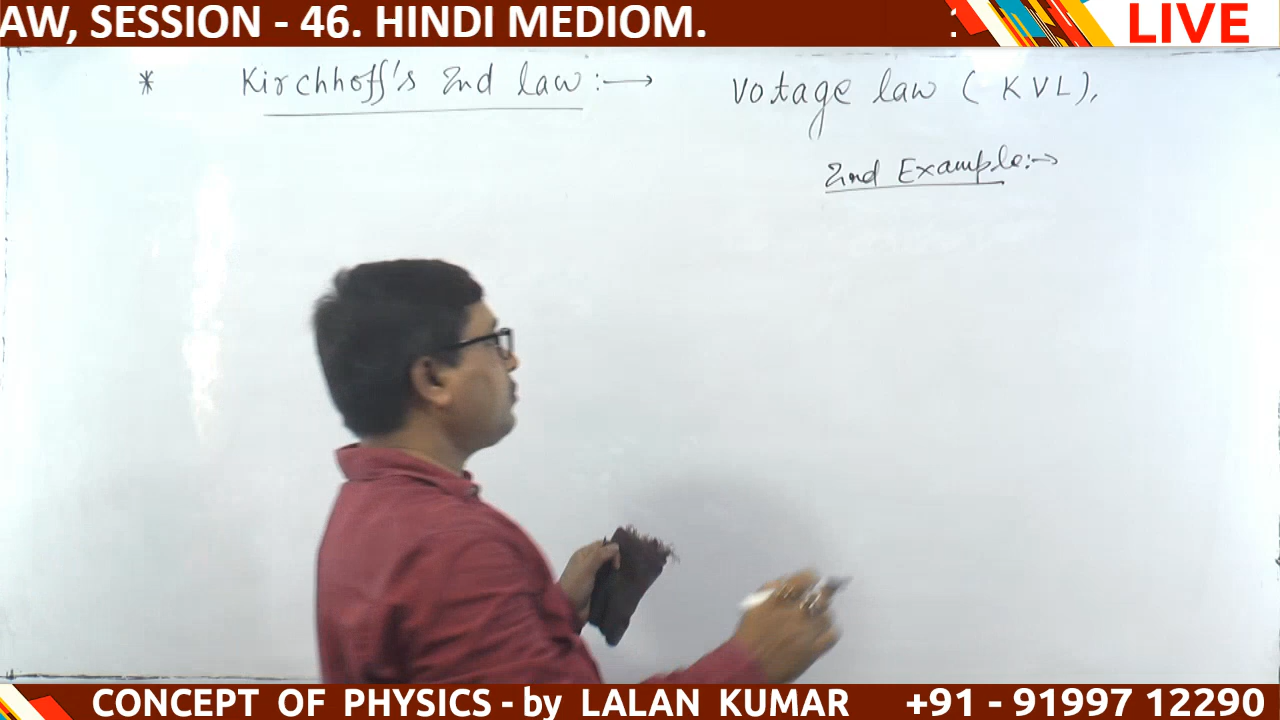 AW, SESSION - 46. HINDI MEDIOM.
LIVE
* Kirchhoff's 2nd law :→ Votage law ( KVL ),
2nd Example :→
CONCEPT OF PHYSICS - by LALAN KUMAR +91 - 91997 12290